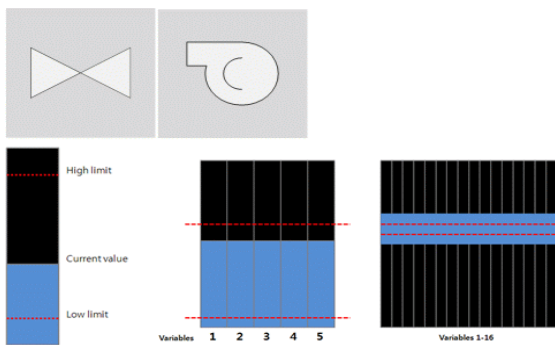 High limit
Current value
Low limit
Variables 1 2 3 4 5
Variables 1-16